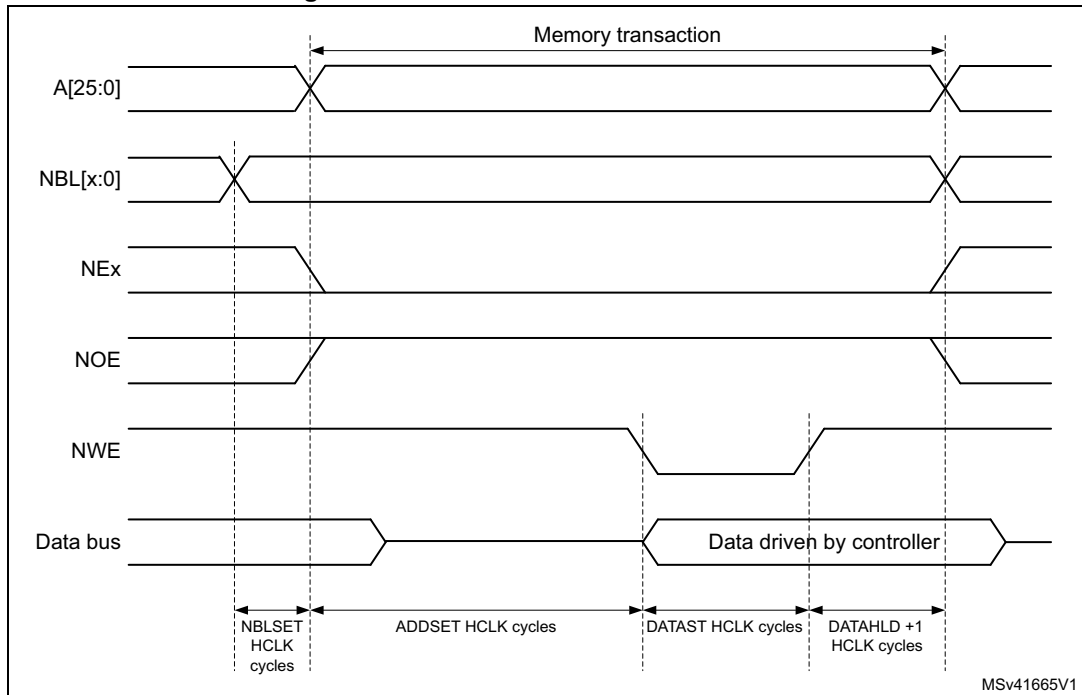 Memory transaction
A[25:0]
NBL[x:0]
NEx
NOE
NWE
Data bus
Data driven by controller
NBLSET
HCLK
cycles
ADDSET HCLK cycles
DATAST HCLK cycles
DATAHLD +1
HCLK cycles
MSv41665V1